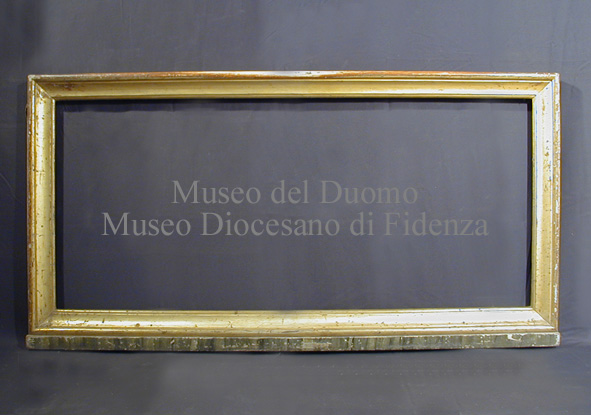 Museo del Duomo
Museo Diocesano di Fidenza